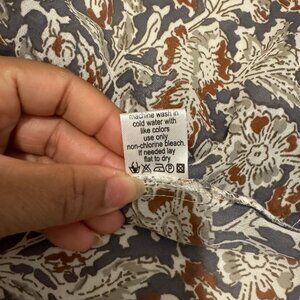 machine wash in
cold water with
like colors
use only
non-chlorine bleach.
If needed lay
flat to dry